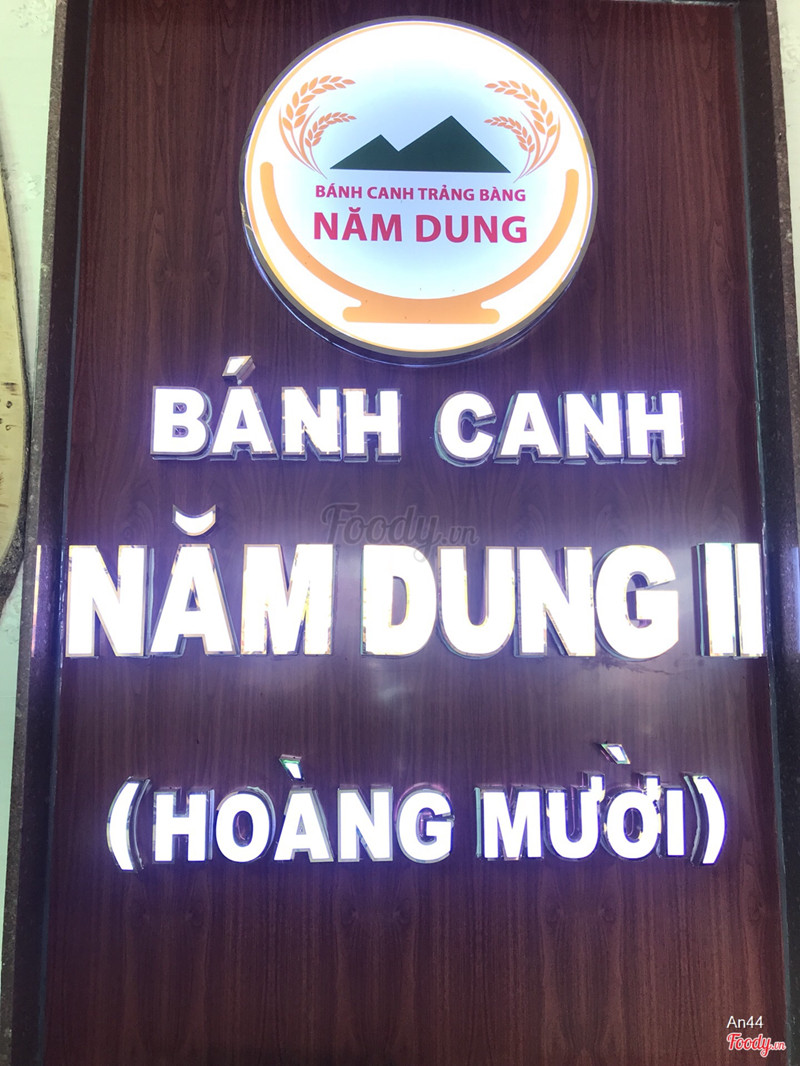 BÁNH CANH TRẢNG BÀNG
NĂM DUNG
BÁNH CANH
Foody.vn
NĂM DUNG II
(HOÀNG MƯỜI)
An44
Foody.vn